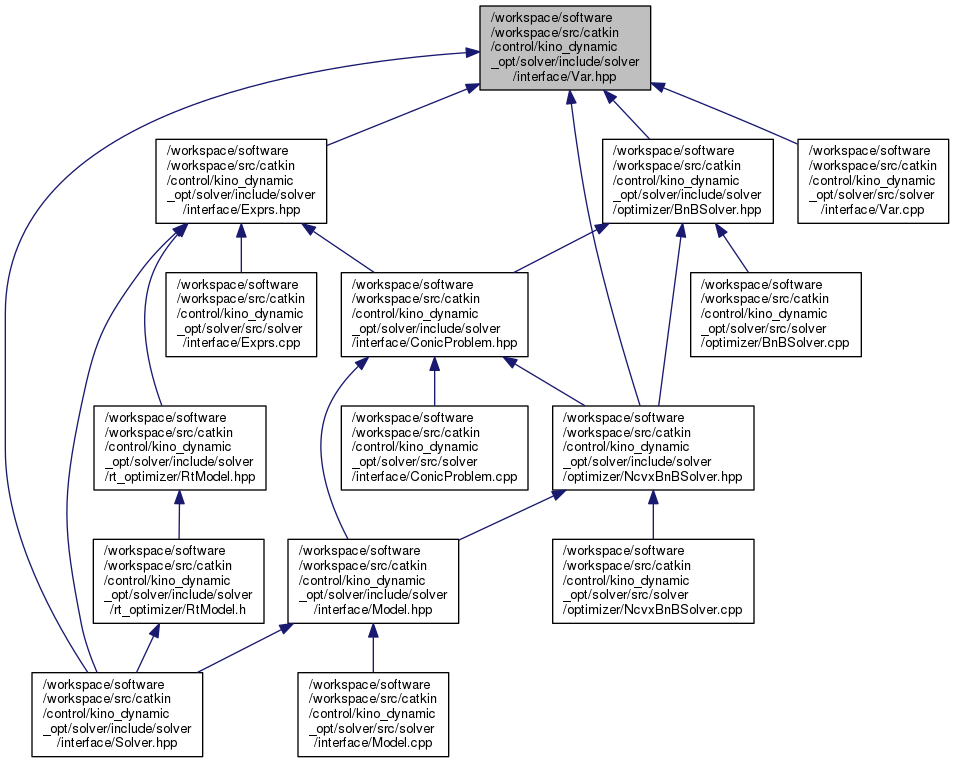 /workspace/software
/workspace/src/catkin
/control/kino_dynamic
_opt/solver/include/solver
/interface/Var.hpp
/workspace/software
/workspace/src/catkin
/control/kino_dynamic
_opt/solver/include/solver
/interface/Exprs.hpp
/workspace/software
/workspace/src/catkin
/control/kino_dynamic
_opt/solver/include/solver
/optimizer/BnBSolver.hpp
/workspace/software
/workspace/src/catkin
/control/kino_dynamic
_opt/solver/src/solver
/interface/Var.cpp
/workspace/software
/workspace/src/catkin
/control/kino_dynamic
_opt/solver/src/solver
/interface/Exprs.cpp
/workspace/software
/workspace/src/catkin
/control/kino_dynamic
_opt/solver/include/solver
/interface/ConicProblem.hpp
/workspace/software
/workspace/src/catkin
/control/kino_dynamic
_opt/solver/src/solver
/optimizer/BnBSolver.cpp
/workspace/software
/workspace/src/catkin
/control/kino_dynamic
_opt/solver/include/solver
/rt_optimizer/RtModel.hpp
/workspace/software
/workspace/src/catkin
/control/kino_dynamic
_opt/solver/src/solver
/interface/ConicProblem.cpp
/workspace/software
/workspace/src/catkin
/control/kino_dynamic
_opt/solver/include/solver
/optimizer/NcvxBnBSolver.hpp
/workspace/software
/workspace/src/catkin
/control/kino_dynamic
_opt/solver/include/solver
/rt_optimizer/RtModel.h
/workspace/software
/workspace/src/catkin
/control/kino_dynamic
_opt/solver/include/solver
/interface/Model.hpp
/workspace/software
/workspace/src/catkin
/control/kino_dynamic
_opt/solver/src/solver
/optimizer/NcvxBnBSolver.cpp
/workspace/software
/workspace/src/catkin
/control/kino_dynamic
_opt/solver/include/solver
/interface/Solver.hpp
/workspace/software
/workspace/src/catkin
/control/kino_dynamic
_opt/solver/src/solver
/interface/Model.cpp